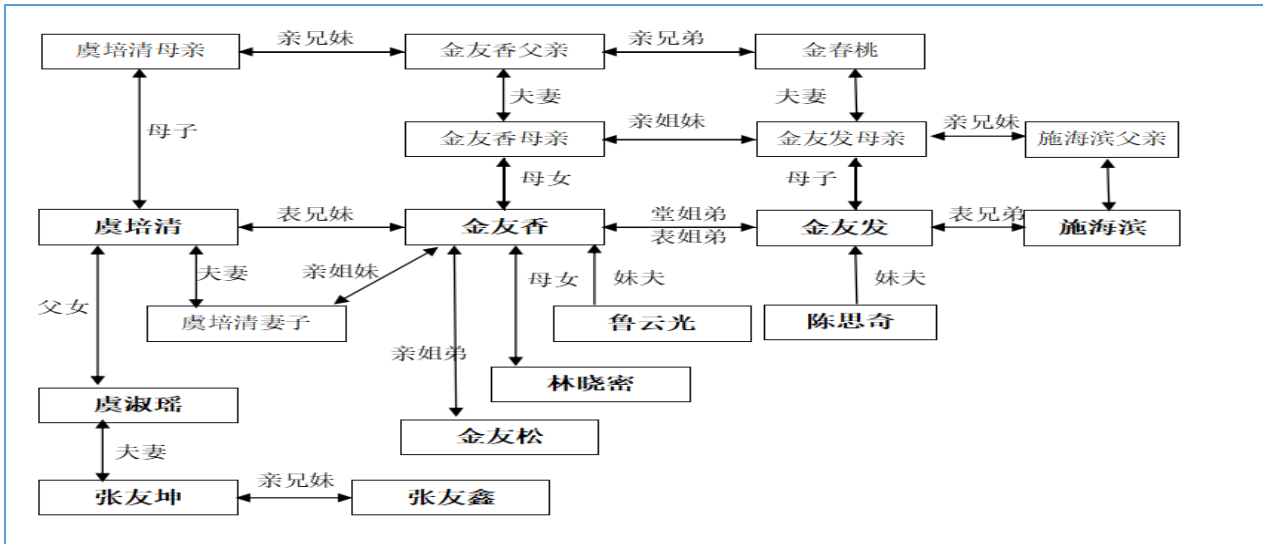 虞培清母亲
亲兄妹
金友香父亲
亲兄弟
金春桃
夫妻
夫妻
母子
金友香母亲
亲姐妹
金友发母亲
亲兄妹
施海滨父亲
母女
母子
虞培清
表兄妹
金友香
堂姐弟
表姐弟
金友发
表兄弟
施海滨
夫妻
亲姐妹
母女
妹夫
妹夫
父女
虞培清妻子
鲁云光
陈思奇
亲姐弟
林晓密
虞淑瑶
金友松
夫妻
张友坤
亲兄妹
张友鑫